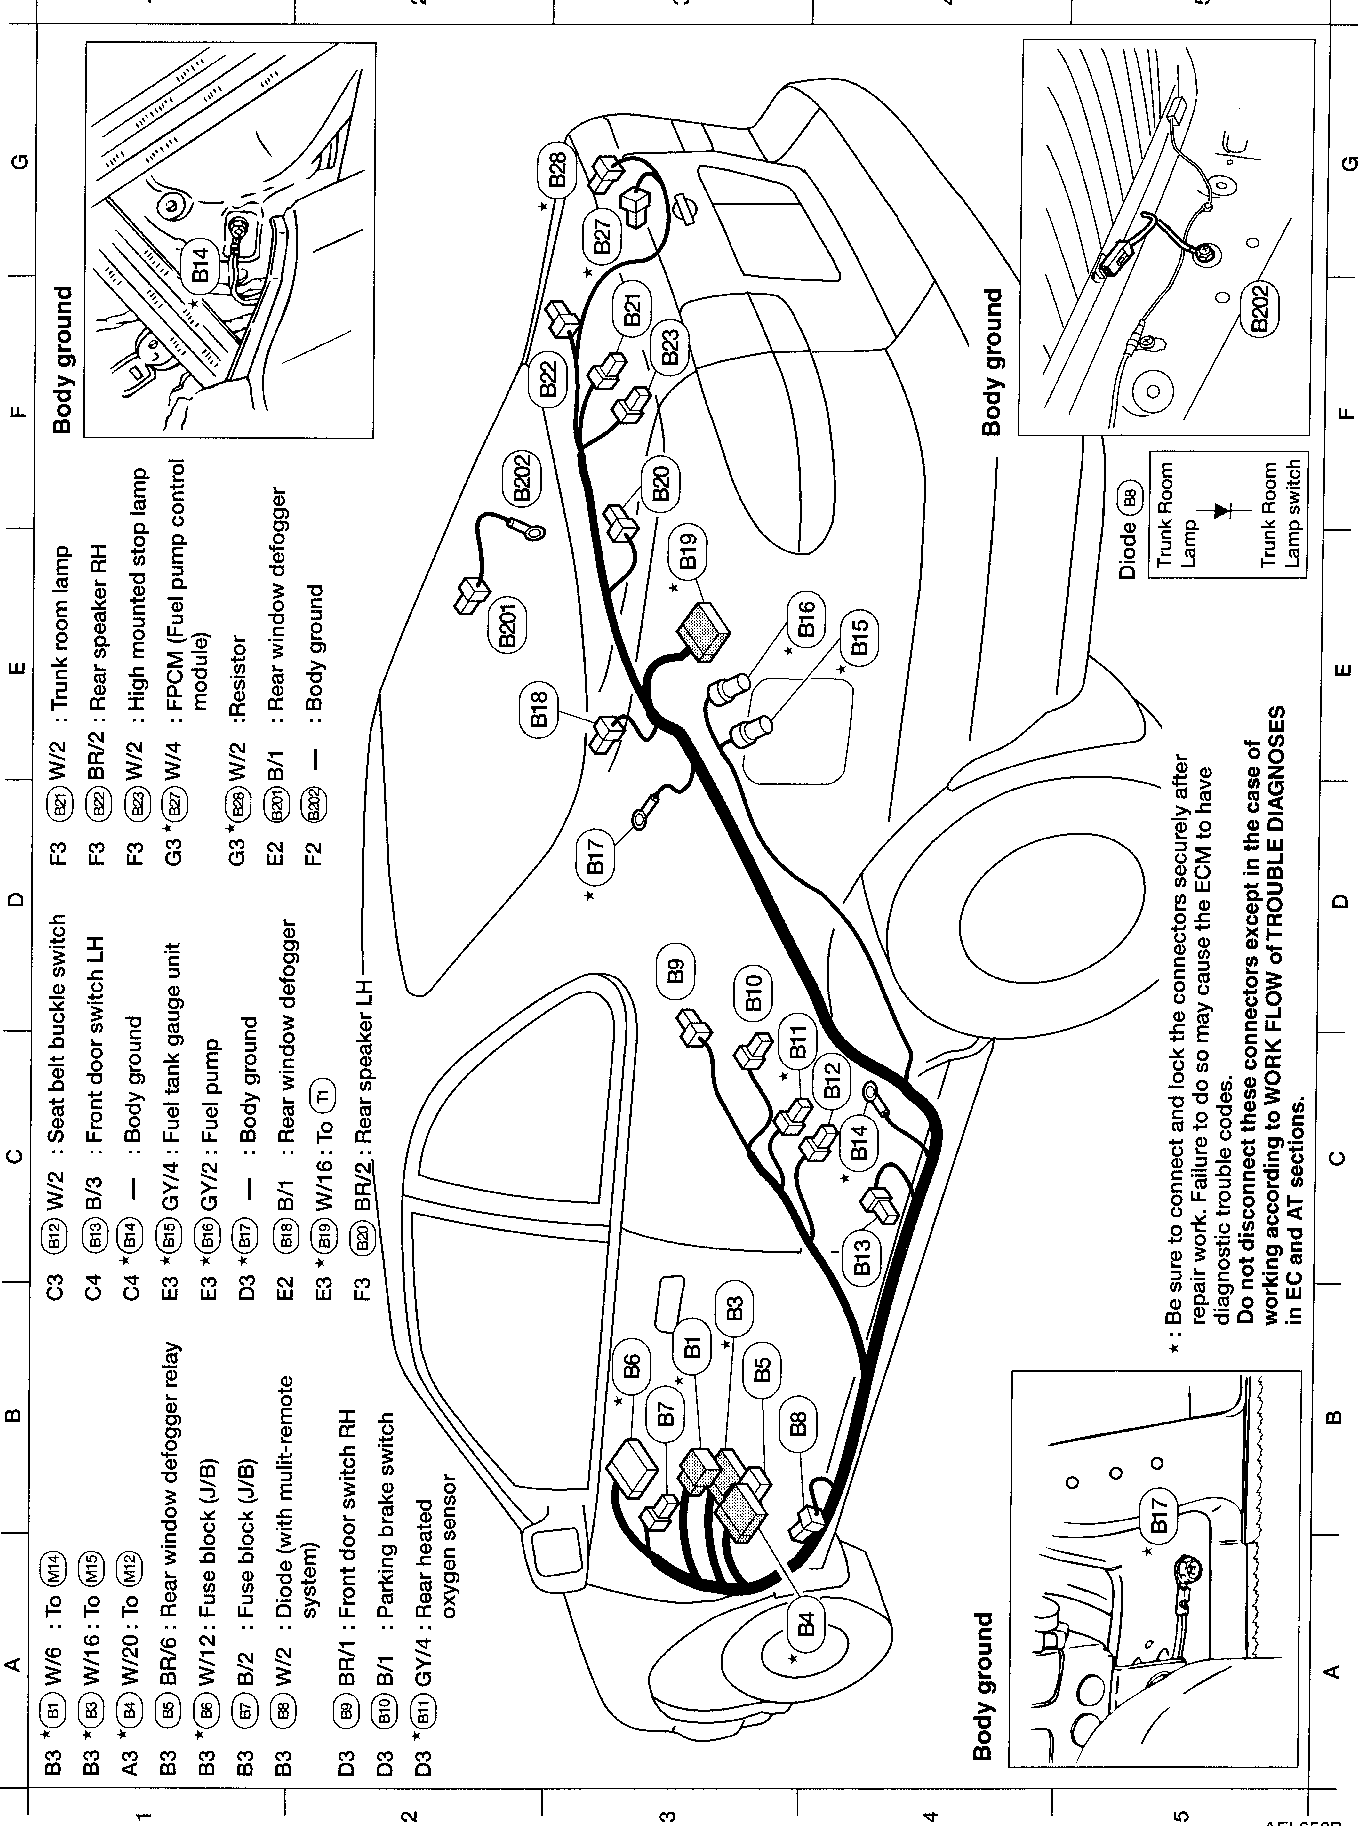 B3 ★ B1 W/6 : To M14
B3 ★ B3 W/16 : To M15
A3 ★ B4 W/20 : To M12
B3 B5 BR/6 : Rear window defogger relay
B3 ★ B6 W/12 : Fuse block (J/B)
B3 B7 B/2 : Fuse block (J/B)
B3 B8 W/2 : Diode (with mulit-remote
system)
D3 B9 BR/1 : Front door switch RH
D3 B10 B/1 : Parking brake switch
D3 ★ B11 GY/4 : Rear heated
oxygen sensor
C3 B12 W/2 : Seat belt buckle switch
C4 B13 B/3 : Front door switch LH
C4 ★ B14 — : Body ground
E3 ★ B15 GY/4 : Fuel tank gauge unit
E3 ★ B16 GY/2 : Fuel pump
D3 ★ B17 — : Body ground
E2 B18 B/1 : Rear window defogger
E3 ★ B19 W/16 : To T1
F3 B20 BR/2 : Rear speaker LH
F3 B21 W/2 : Trunk room lamp
F3 B22 BR/2 : Rear speaker RH
F3 B23 W/2 : High mounted stop lamp
G3 ★ B27 W/4 : FPCM (Fuel pump control
module)
G3 ★ B28 W/2 : Resistor
E2 B201 B/1 : Rear window defogger
F2 B202 — : Body ground
Body ground
★ B14
A
B
C
D
E
F
G
1
2
3
4
5
★ B6
B7
★ B1
★ B3
B5
B8
★ B4
B9
B10
★ B11
B12
★ B14
B13
★ B17
B18
B201
B202
★ B19
★ B16
★ B15
B20
B22
B21
B23
★ B27
★ B28
Body ground
★ B17
★ : Be sure to connect and lock the connectors securely after
repair work. Failure to do so may cause the ECM to have
diagnostic trouble codes.
Do not disconnect these connectors except in the case of
working according to WORK FLOW of TROUBLE DIAGNOSES
in EC and AT sections.
Diode B8
Trunk Room
Lamp
Trunk Room
Lamp switch
Body ground
B202
A
B
C
D
E
F
G